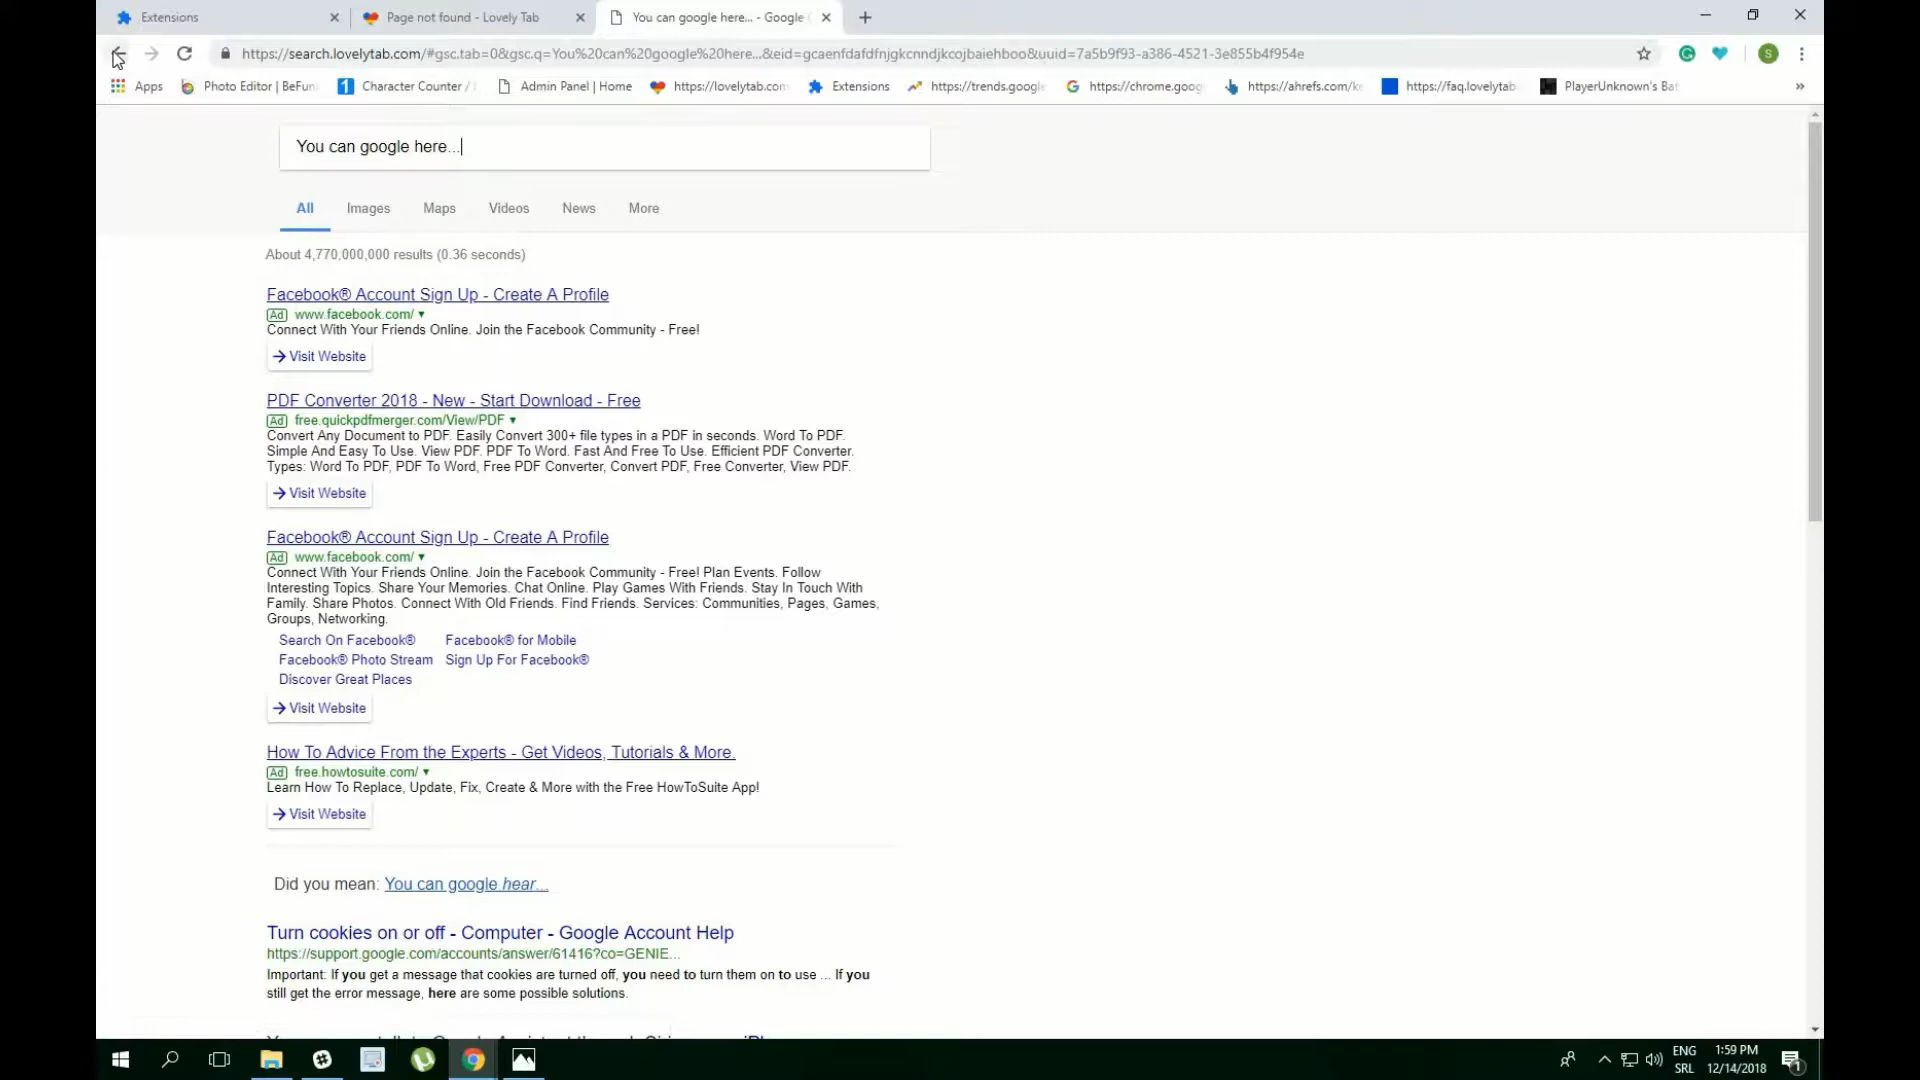 Extensions
Page not found - Lovely Tab
You can google here... - Google
https://search.lovelytab.com/#gsc.tab=0&gsc.q=You%20can%20google%20here...&eid=gcaenfdafdfnjgkcnndjkcojbaiehboo&uuid=7a5b9f93-a386-4521-3e855b4f954e
S
Apps
Photo Editor | BeFun
1 Character Counter /
Admin Panel | Home
https://lovelytab.com
Extensions
https://trends.google
https://chrome.goog
https://ahrefs.com/ke
https://faq.lovelytab
PlayerUnknown's Bat
»
You can google here...
All Images Maps Videos News More
About 4,770,000,000 results (0.36 seconds)
Facebook® Account Sign Up - Create A Profile
Ad www.facebook.com/ ▼
Connect With Your Friends Online. Join the Facebook Community - Free!
→ Visit Website
PDF Converter 2018 - New - Start Download - Free
Ad free.quickpdfmerger.com/View/PDF ▼
Convert Any Document to PDF. Easily Convert 300+ file types in a PDF in seconds. Word To PDF.
Simple And Easy To Use. View PDF. PDF To Word. Fast And Free To Use. Efficient PDF Converter.
Types: Word To PDF, PDF To Word, Free PDF Converter, Convert PDF, Free Converter, View PDF.
→ Visit Website
Facebook® Account Sign Up - Create A Profile
Ad www.facebook.com/ ▼
Connect With Your Friends Online. Join the Facebook Community - Free! Plan Events. Follow
Interesting Topics. Share Your Memories. Chat Online. Play Games With Friends. Stay In Touch With
Family. Share Photos. Connect With Old Friends. Find Friends. Services: Communities, Pages, Games,
Groups, Networking.
Search On Facebook® Facebook® for Mobile
Facebook® Photo Stream Sign Up For Facebook®
Discover Great Places
→ Visit Website
How To Advice From the Experts - Get Videos, Tutorials & More.
Ad free.howtosuite.com/ ▼
Learn How To Replace, Update, Fix, Create & More with the Free HowToSuite App!
→ Visit Website
Did you mean: You can google hear...
Turn cookies on or off - Computer - Google Account Help
https://support.google.com/accounts/answer/61416?co=GENIE...
Important: If you get a message that cookies are turned off, you need to turn them on to use ... If you
still get the error message, here are some possible solutions.
ENG 1:59 PM
SRL 12/14/2018
1